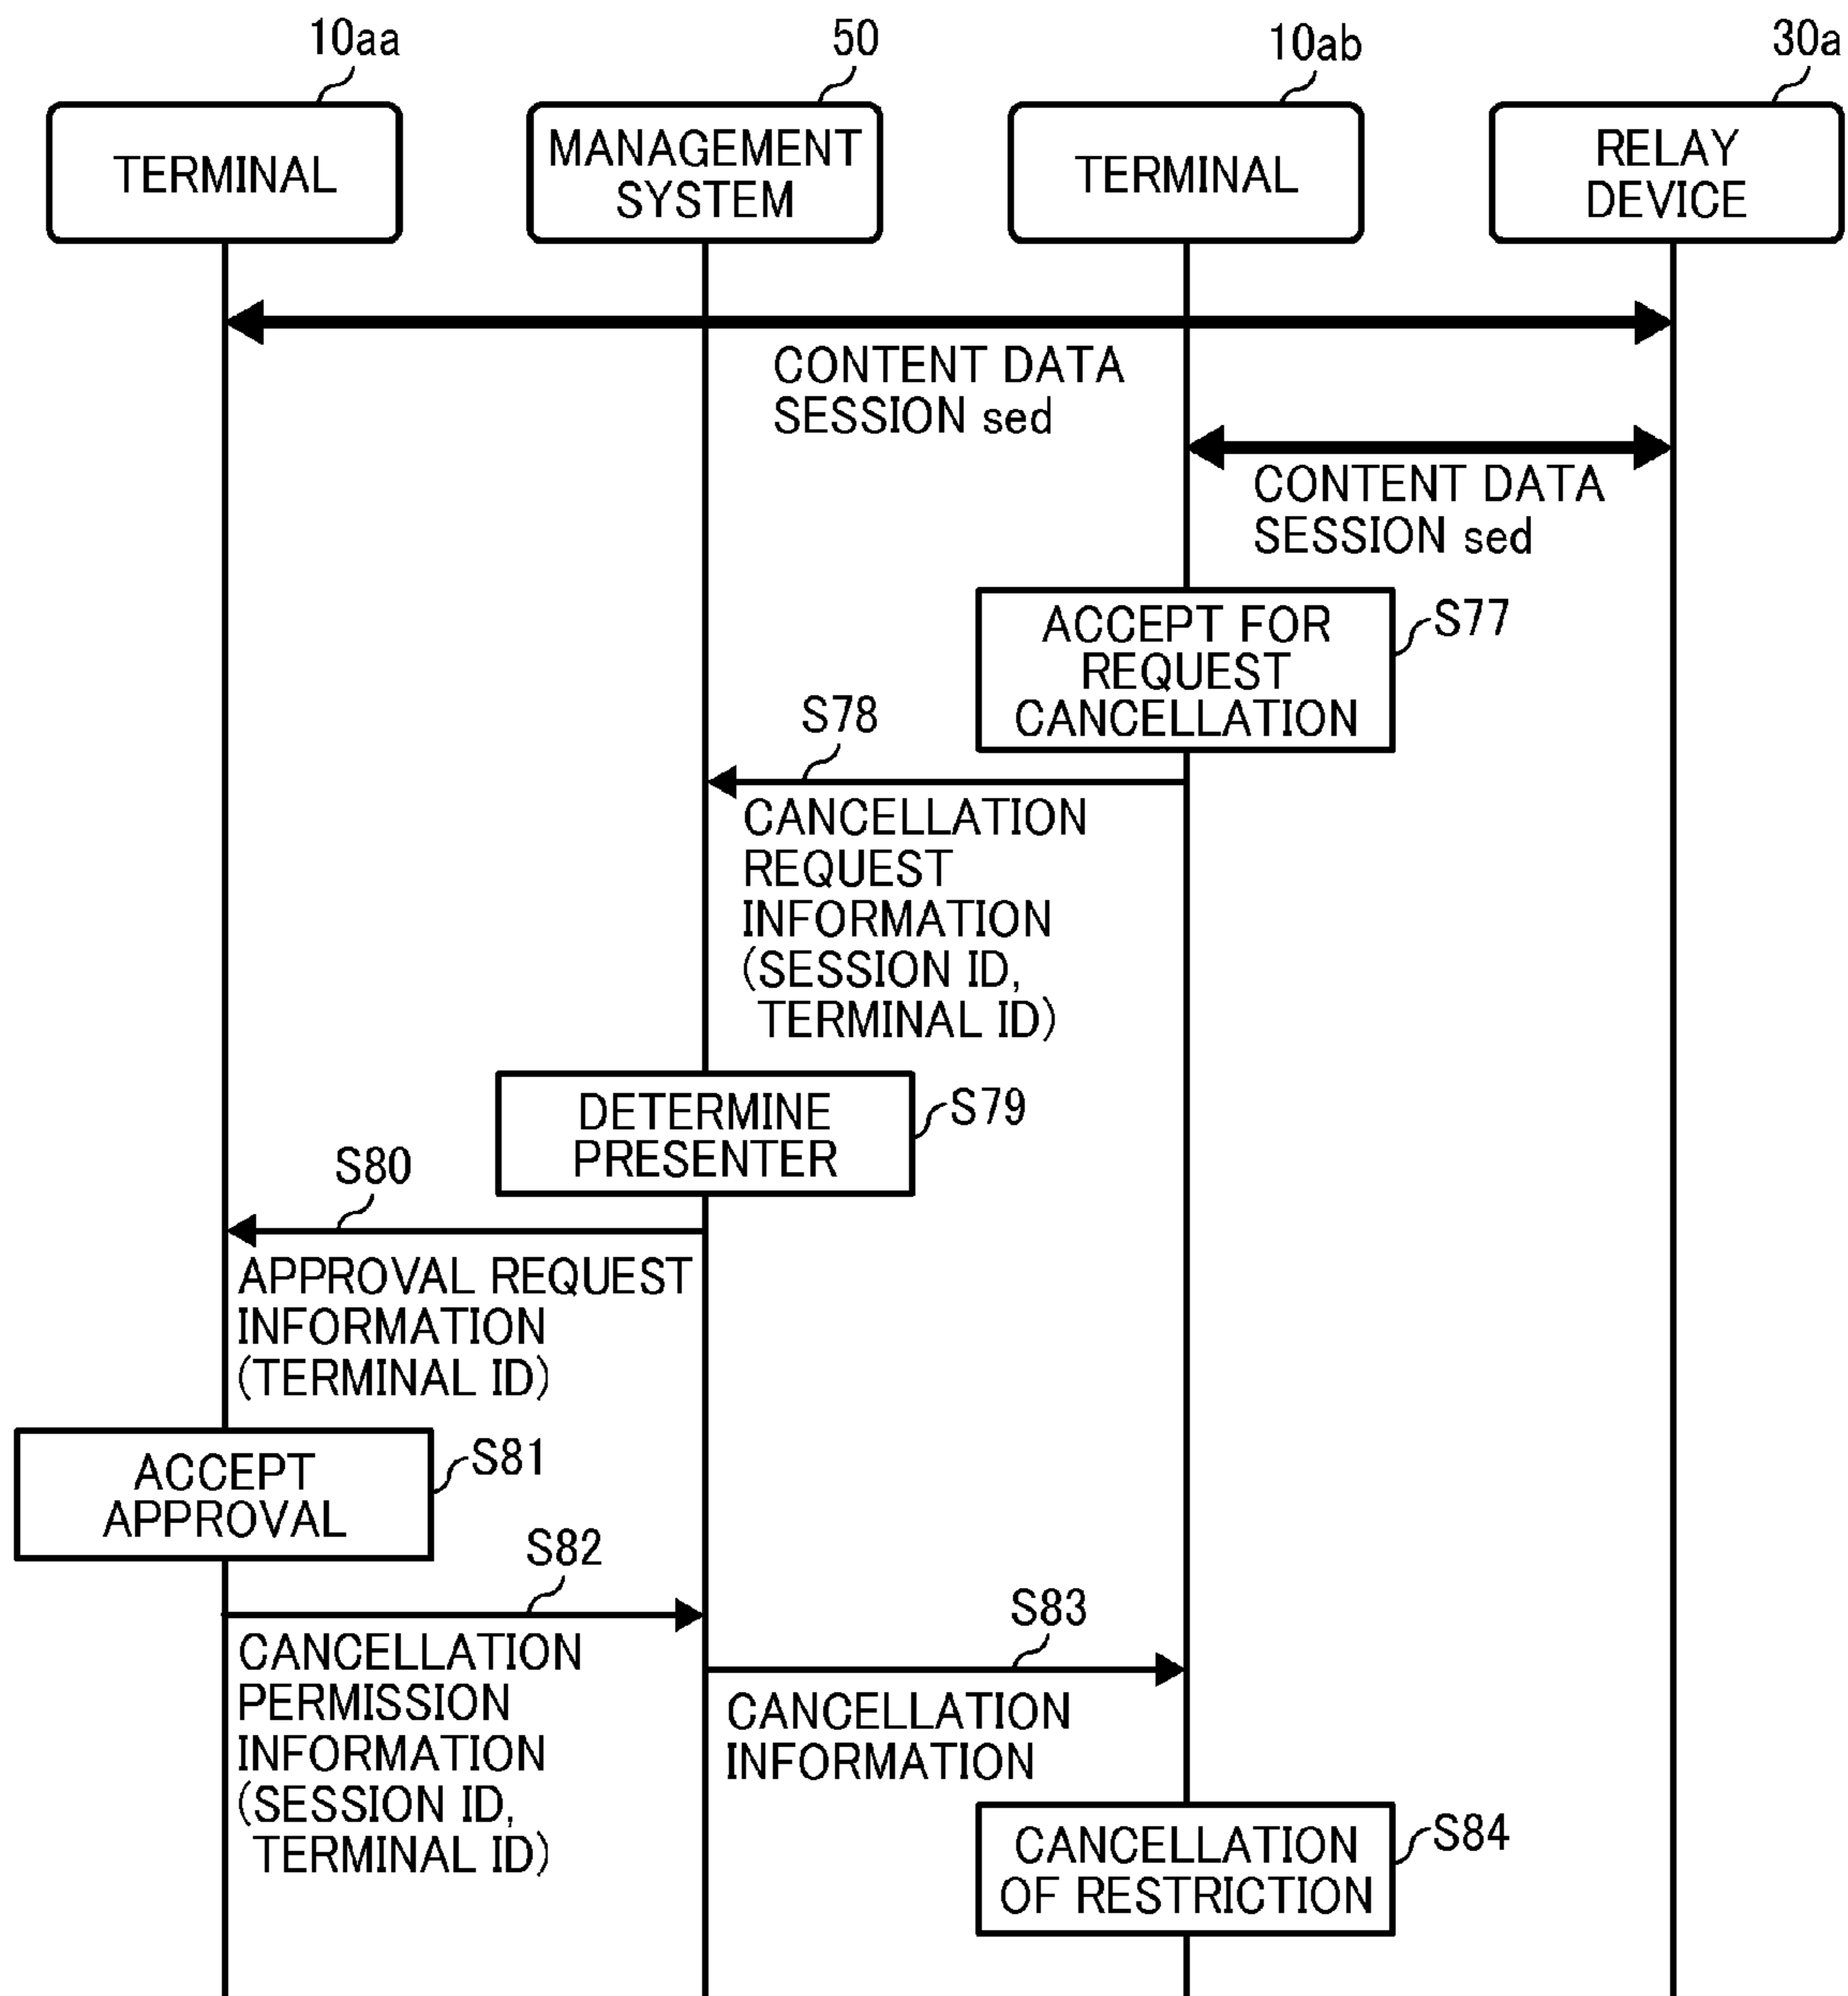 10aa
50
10ab
30a
TERMINAL
MANAGEMENT
SYSTEM
TERMINAL
RELAY
DEVICE
CONTENT DATA
SESSION sed
CONTENT DATA
SESSION sed
ACCEPT FOR
REQUEST
CANCELLATION
S77
S78
CANCELLATION
REQUEST
INFORMATION
(SESSION ID,
TERMINAL ID)
DETERMINE
PRESENTER
S79
S80
APPROVAL REQUEST
INFORMATION
(TERMINAL ID)
ACCEPT
APPROVAL
S81
S82
CANCELLATION
PERMISSION
INFORMATION
(SESSION ID,
TERMINAL ID)
S83
CANCELLATION
INFORMATION
CANCELLATION
OF RESTRICTION
S84